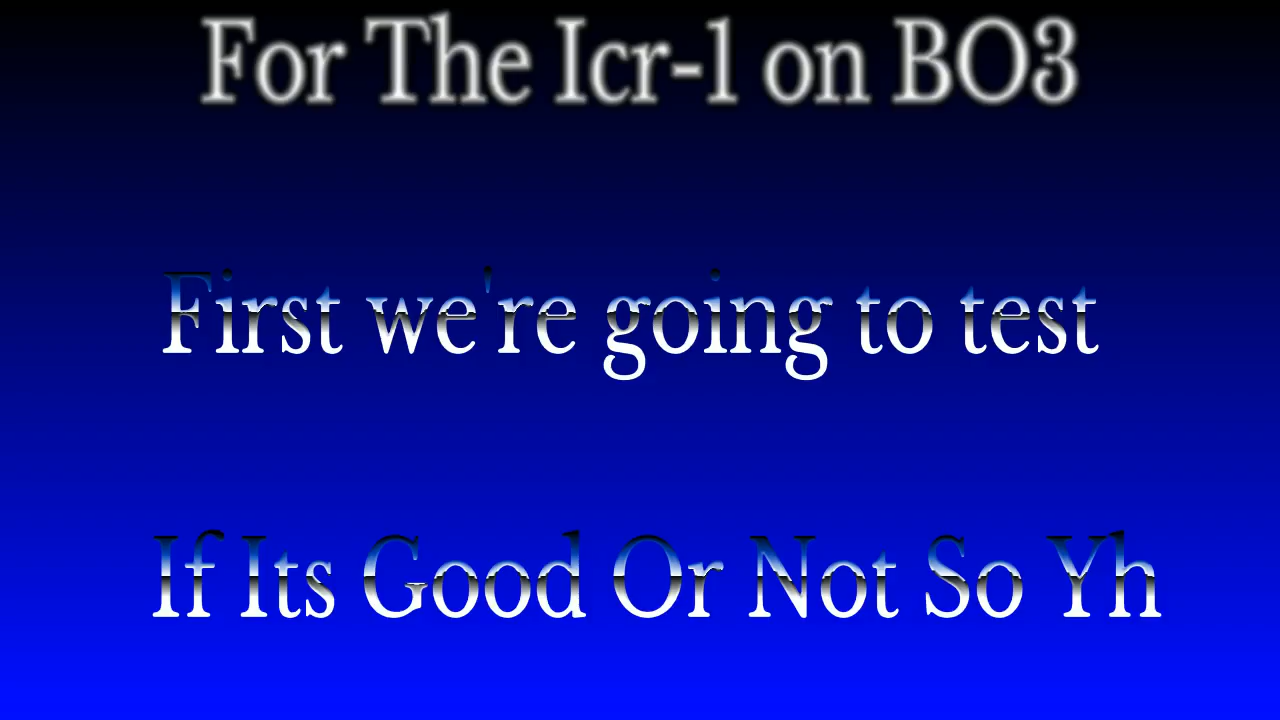 For The Icr-1 on BO3
First we're going to test
If Its Good Or Not So Yh